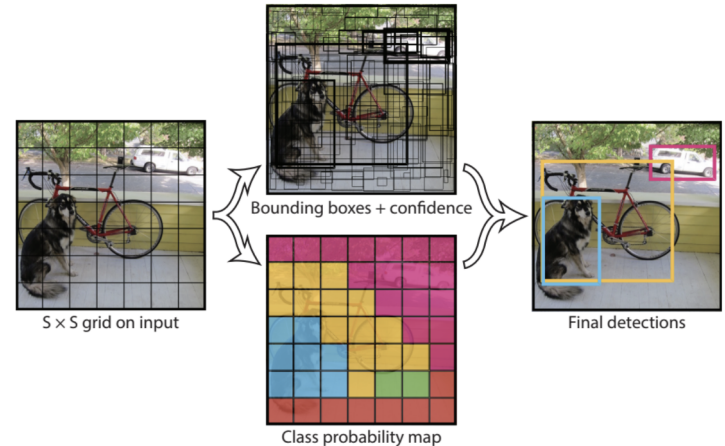 Bounding boxes + confidence
S × S grid on input
Final detections
Class probability map